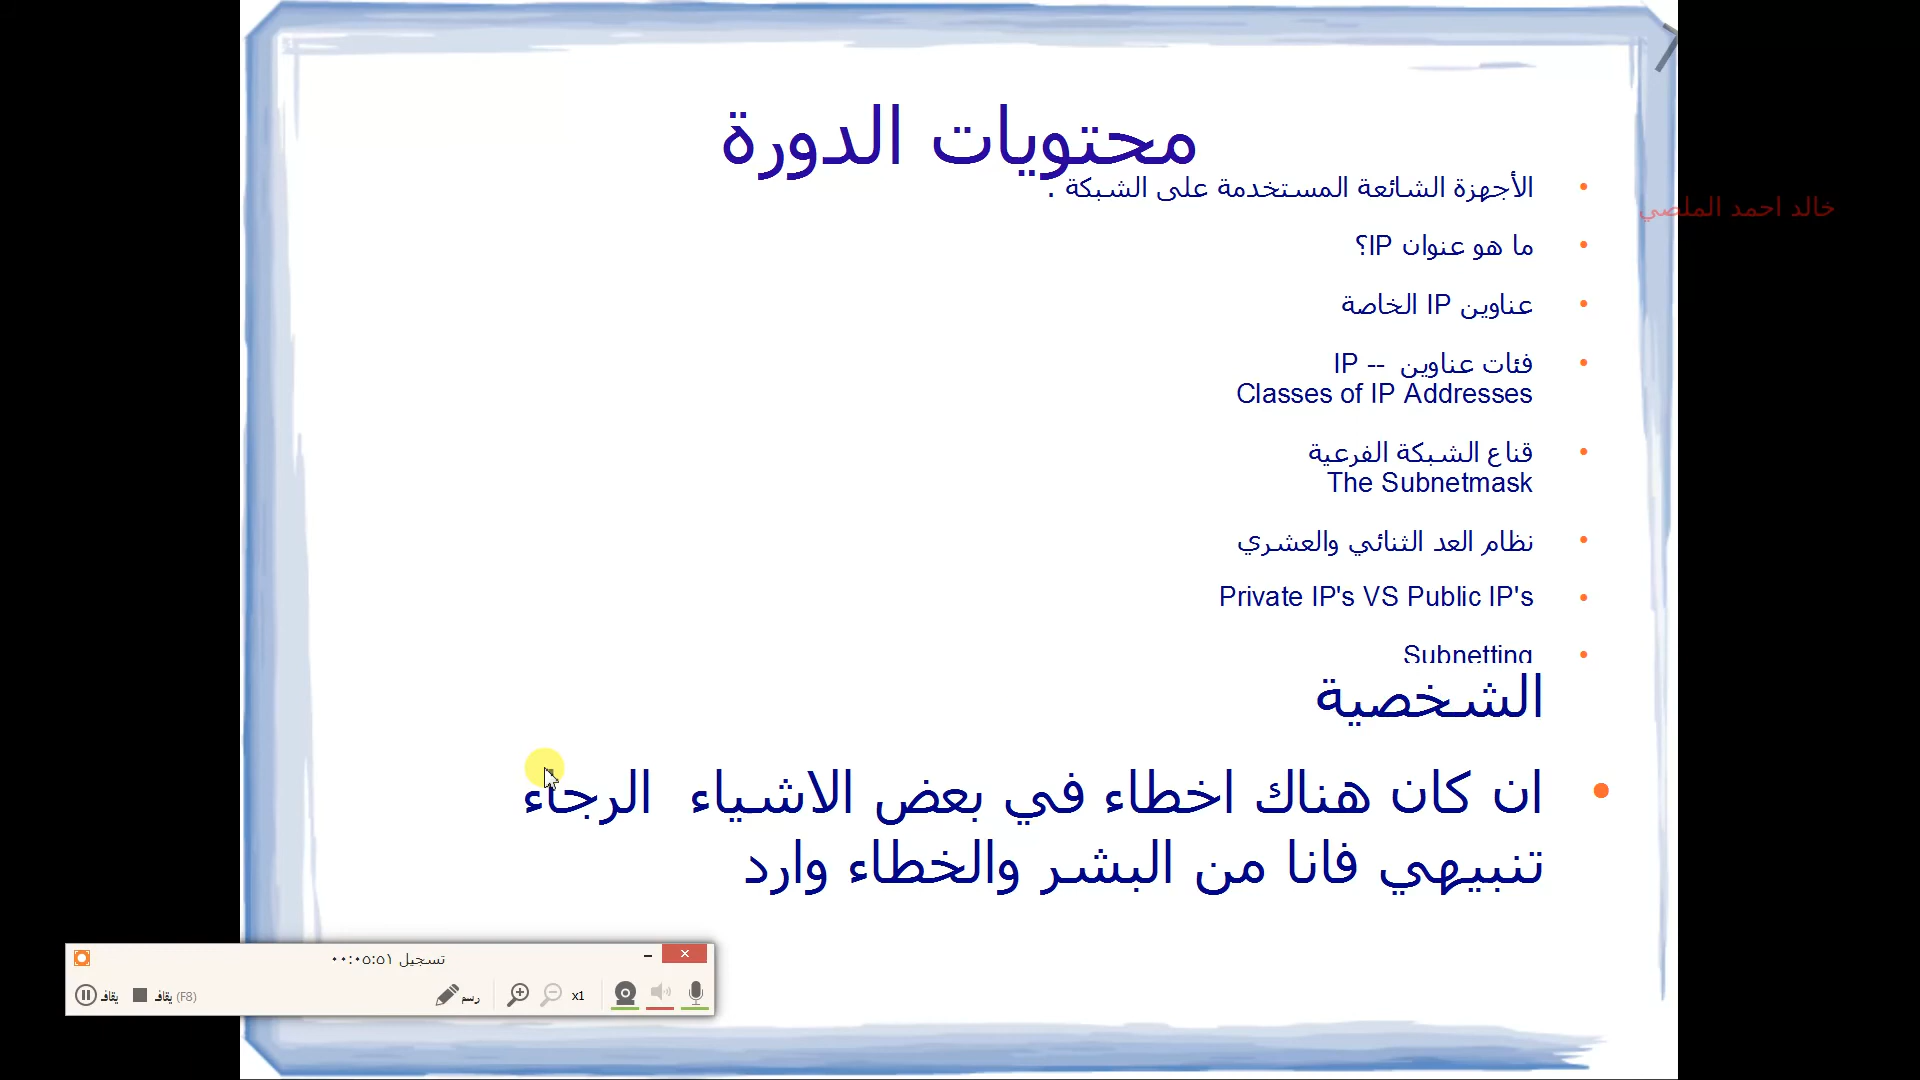 محتويات الدورة
الأجهزة الشائعة المستخدمة على الشبكة .
خالد احمد الملصي
ما هو عنوان IP؟
عناوين IP الخاصة
فئات عناوين IP --
Classes of IP Addresses
قناع الشبكة الفرعية
The Subnetmask
نظام العد الثنائي والعشري
Private IP's VS Public IP's
Subnetting
الشخصية
ان كان هناك اخطاء في بعض الاشياء الرجاء
تنبيهي فانا من البشر والخطاء وارد
تسجيل ٠٠:٠٥:٥١
يقاف
يقاف (F8)
رسم
x1